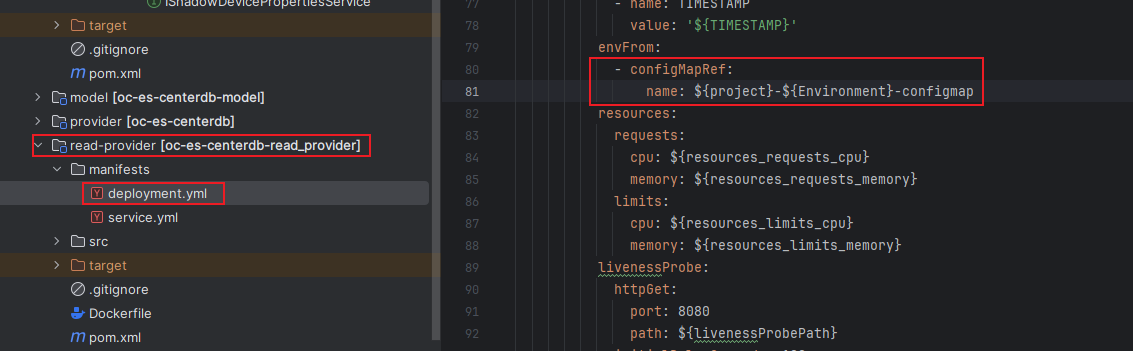 IShadowDevicePropertiesService
target
.gitignore
pom.xml
model [oc-es-centerdb-model]
provider [oc-es-centerdb]
read-provider [oc-es-centerdb-read_provider]
manifests
deployment.yml
service.yml
src
target
.gitignore
Dockerfile
pom.xml
77 - name: TIMESTAMP
78 value: '${TIMESTAMP}'
79 envFrom:
80 - configMapRef:
81 name: ${project}-${Environment}-configmap
82 resources:
83 requests:
84 cpu: ${resources_requests_cpu}
85 memory: ${resources_requests_memory}
86 limits:
87 cpu: ${resources_limits_cpu}
88 memory: ${resources_limits_memory}
89 livenessProbe:
90 httpGet:
91 port: 8080
92 path: ${livenessProbePath}